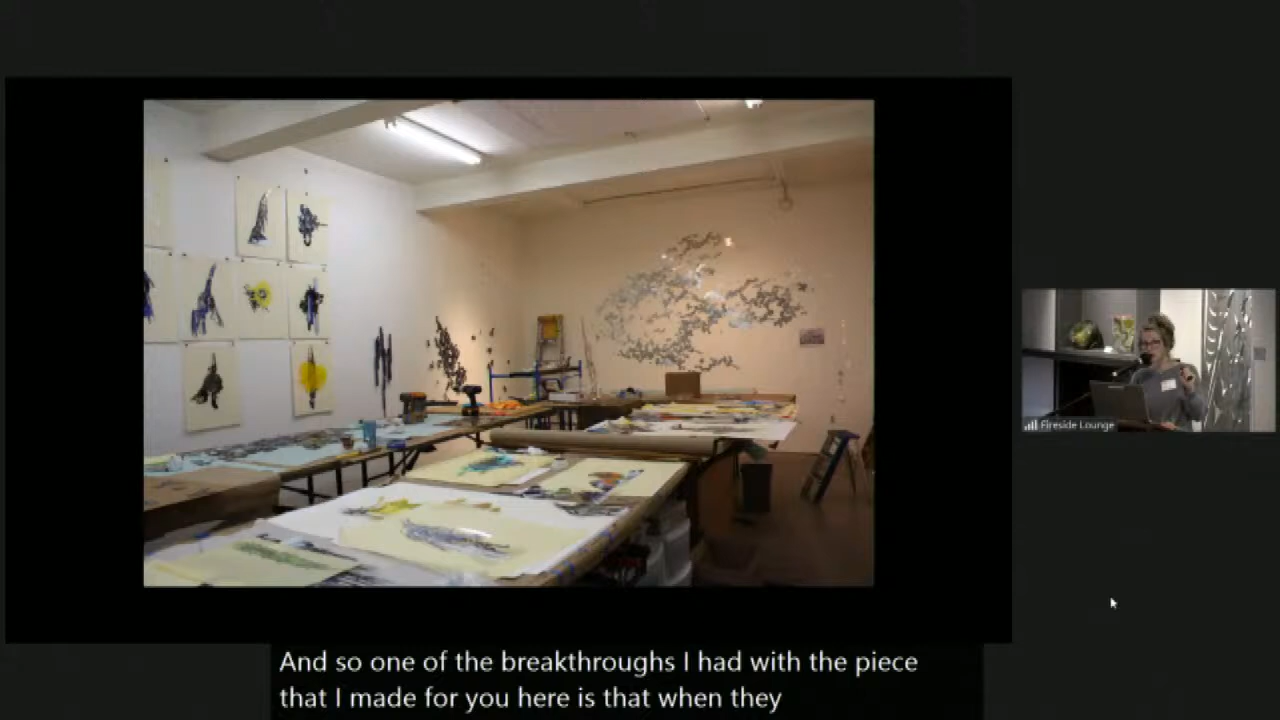 Fireside Lounge
And so one of the breakthroughs I had with the piece
that I made for you here is that when they